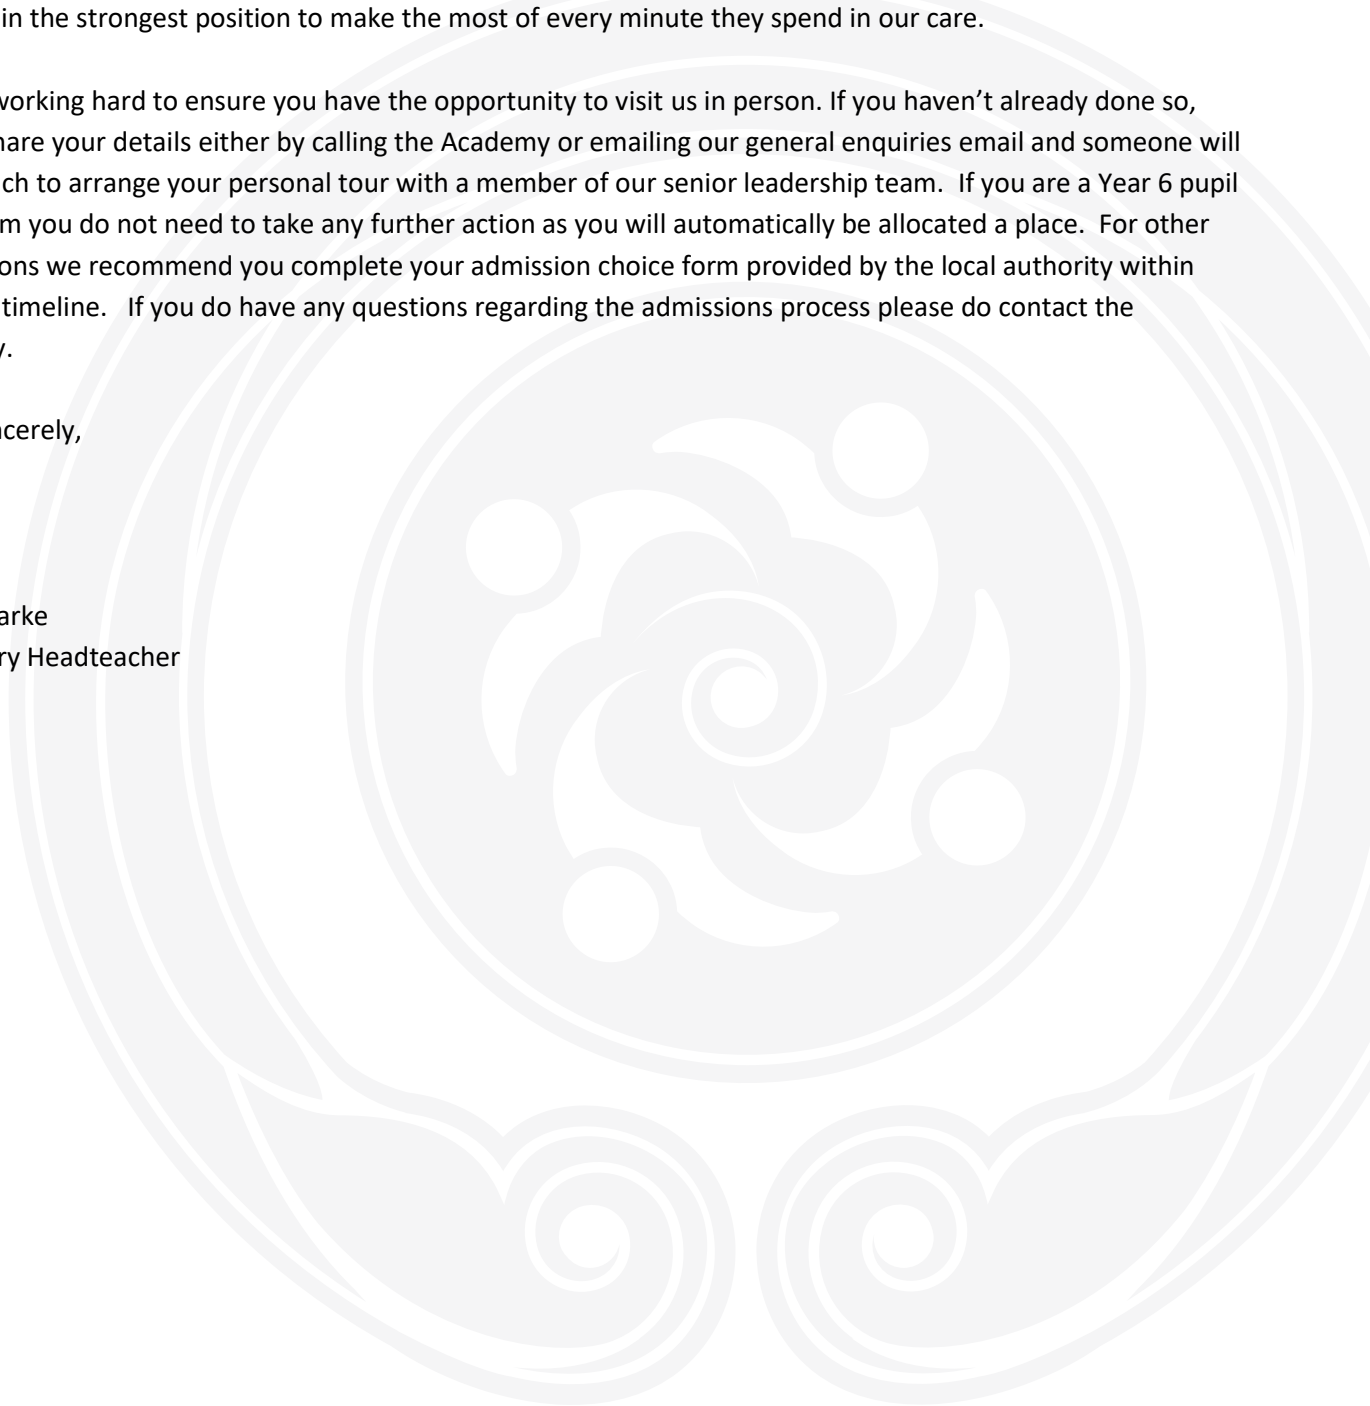 in the strongest position to make the most of every minute they spend in our care.
working hard to ensure you have the opportunity to visit us in person. If you haven’t already done so,
hare your details either by calling the Academy or emailing our general enquiries email and someone will
ch to arrange your personal tour with a member of our senior leadership team.  If you are a Year 6 pupil
m you do not need to take any further action as you will automatically be allocated a place.  For other
ons we recommend you complete your admission choice form provided by the local authority within
timeline.   If you do have any questions regarding the admissions process please do contact the
y.
cerely,
arke
ry Headteacher